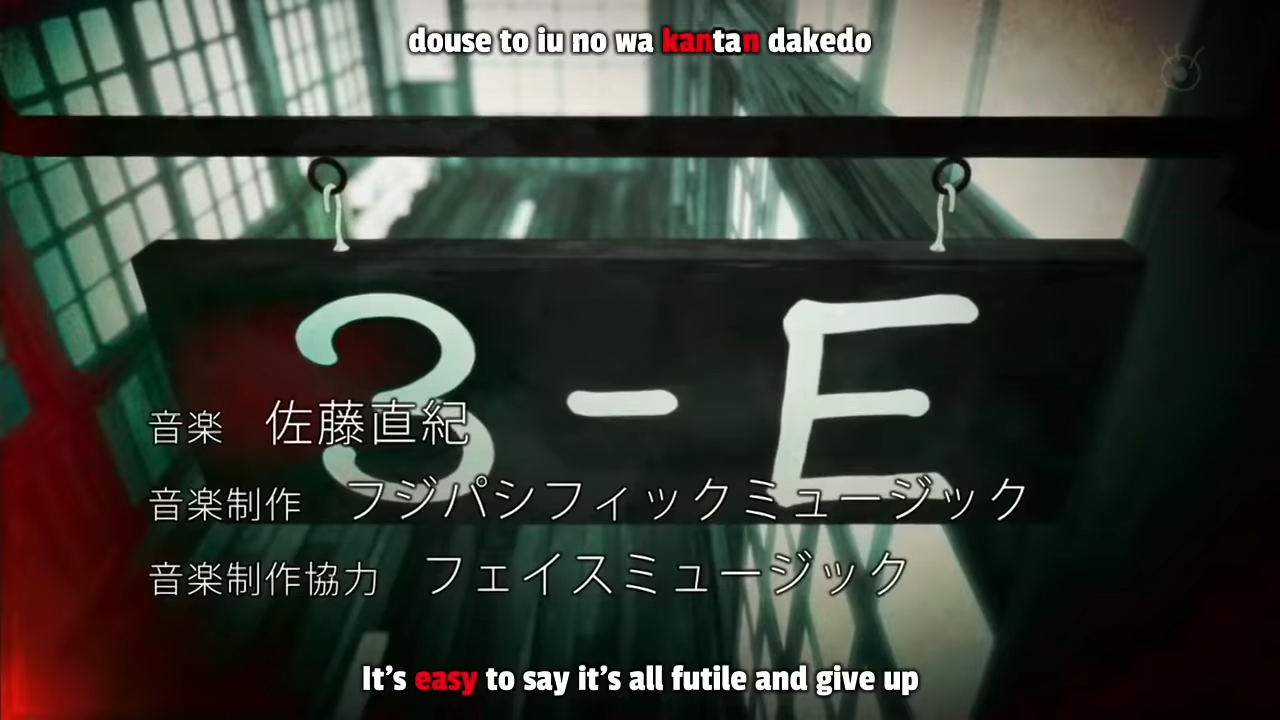 douse to iu no wa kantan dakedo
3-E
音楽 佐藤直紀
音楽制作 フジパシフィックミュージック
音楽制作協力 フェイスミュージック
It's easy to say it's all futile and give up